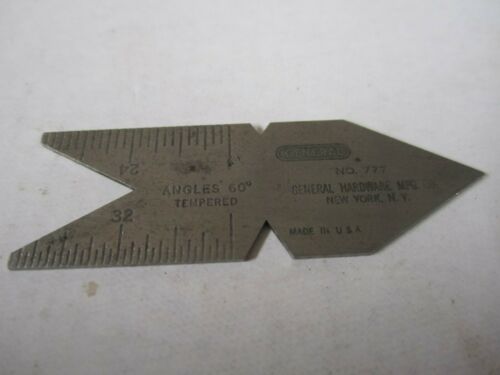 24
ANGLES 60°
TEMPERED
32
GENERAL
NO. 777
GENERAL HARDWARE MFG. CO.
NEW YORK, N.Y.
MADE IN U.S.A.